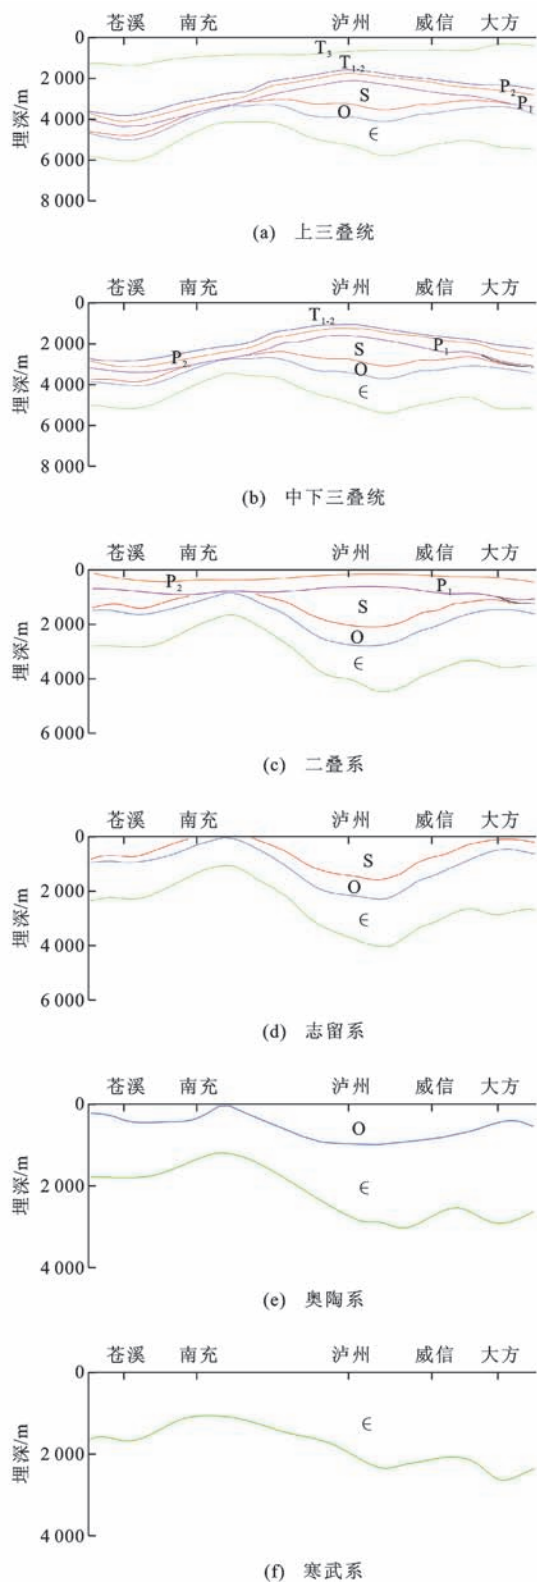 苍溪 南充 泸州 威信 大方
0
2 000
4 000
6 000
8 000
埋深/m
T3
T1-2
S
P2
P1
O
∈
(a) 上三叠统
苍溪 南充 泸州 威信 大方
0
2 000
4 000
6 000
8 000
埋深/m
T1-2
S
P1
P2
O
∈
(b) 中下三叠统
苍溪 南充 泸州 威信 大方
0
2 000
4 000
6 000
埋深/m
P2
P1
S
O
∈
(c) 二叠系
苍溪 南充 泸州 威信 大方
0
2 000
4 000
6 000
埋深/m
S
O
∈
(d) 志留系
苍溪 南充 泸州 威信 大方
0
2 000
4 000
埋深/m
O
∈
(e) 奥陶系
苍溪 南充 泸州 威信 大方
0
2 000
4 000
埋深/m
∈
(f) 寒武系